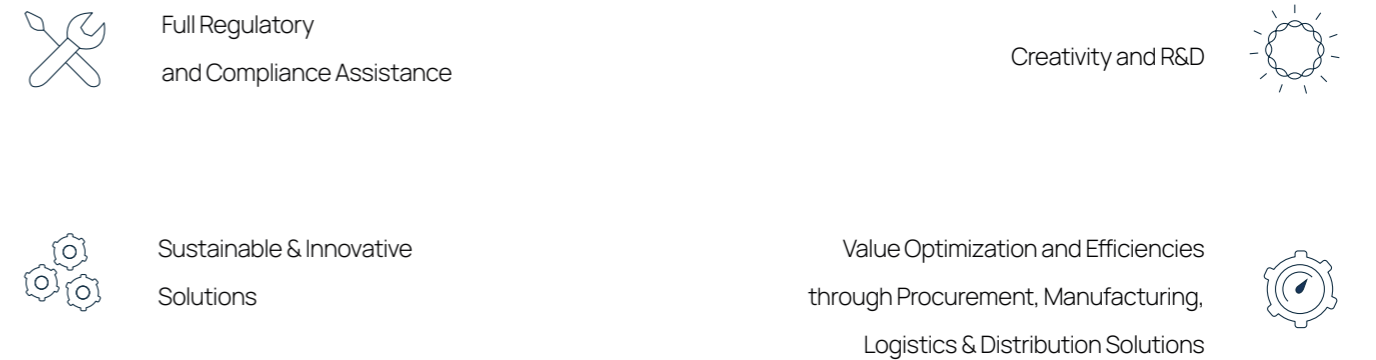 Full Regulatory
and Compliance Assistance
Creativity and R&D
Sustainable & Innovative
Solutions
Value Optimization and Efficiencies
through Procurement, Manufacturing,
Logistics & Distribution Solutions